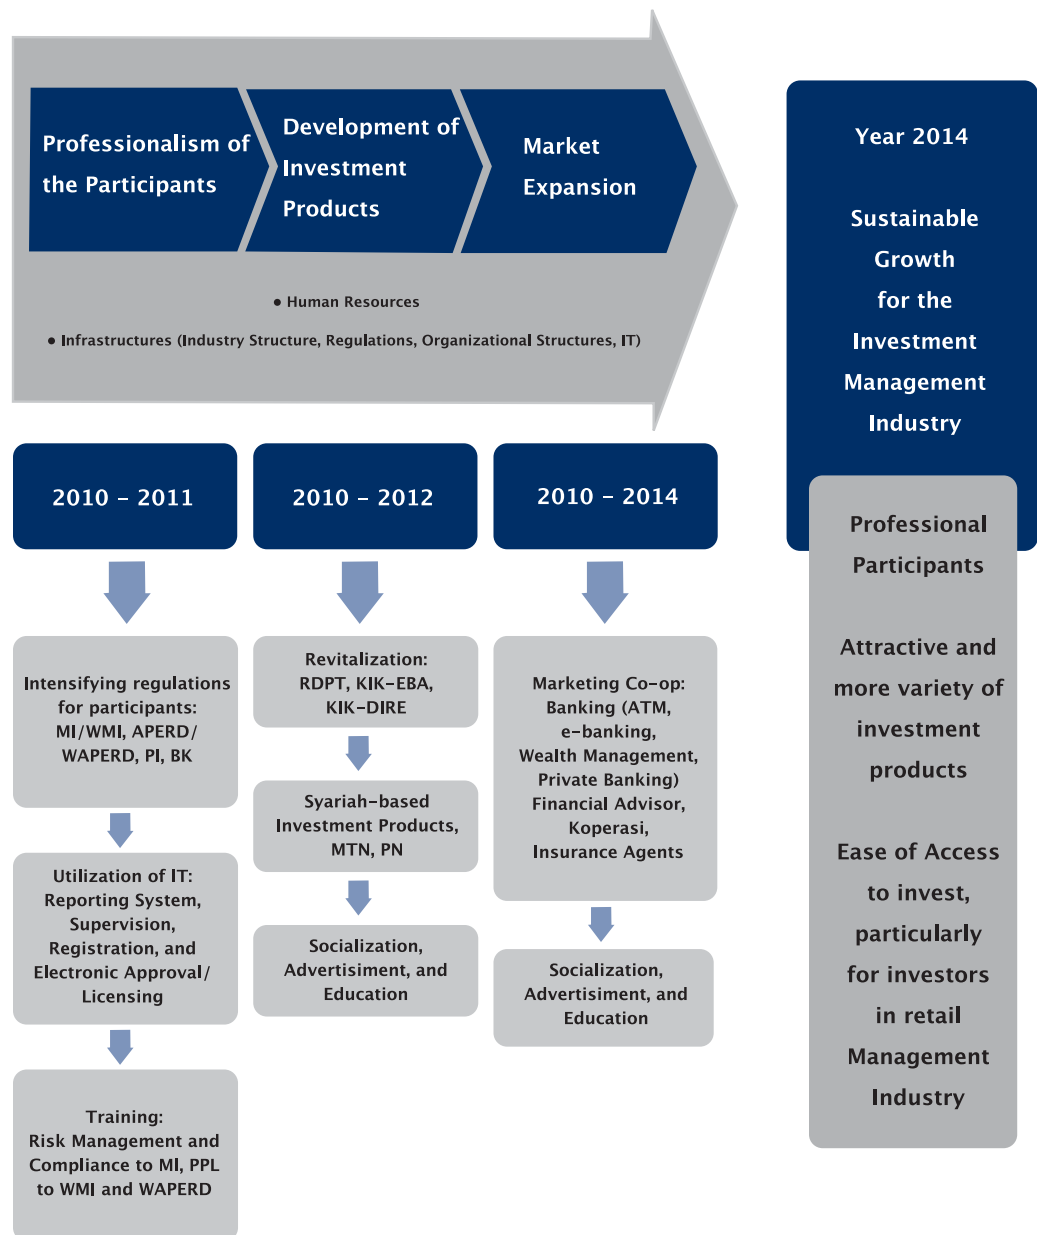 Professionalism of
the Participants
Development of
Investment
Products
Market
Expansion
• Human Resources
• Infrastructures (Industry Structure, Regulations, Organizational Structures, IT)
Year 2014
Sustainable
Growth
for the
Investment
Management
Industry
Professional
Participants
Attractive and
more variety of
investment
products
Ease of Access
to invest,
particularly
for investors
in retail
Management
Industry
2010 – 2011
Intensifying regulations
for participants:
MI/WMI, APERD/
WAPERD, PI, BK
Utilization of IT:
Reporting System,
Supervision,
Registration, and
Electronic Approval/
Licensing
Training:
Risk Management and
Compliance to MI, PPL
to WMI and WAPERD
2010 – 2012
Revitalization:
RDPT, KIK-EBA,
KIK-DIRE
Syariah-based
Investment Products,
MTN, PN
Socialization,
Advertisiment, and
Education
2010 – 2014
Marketing Co-op:
Banking (ATM,
e-banking,
Wealth Management,
Private Banking)
Financial Advisor,
Koperasi,
Insurance Agents
Socialization,
Advertisiment, and
Education